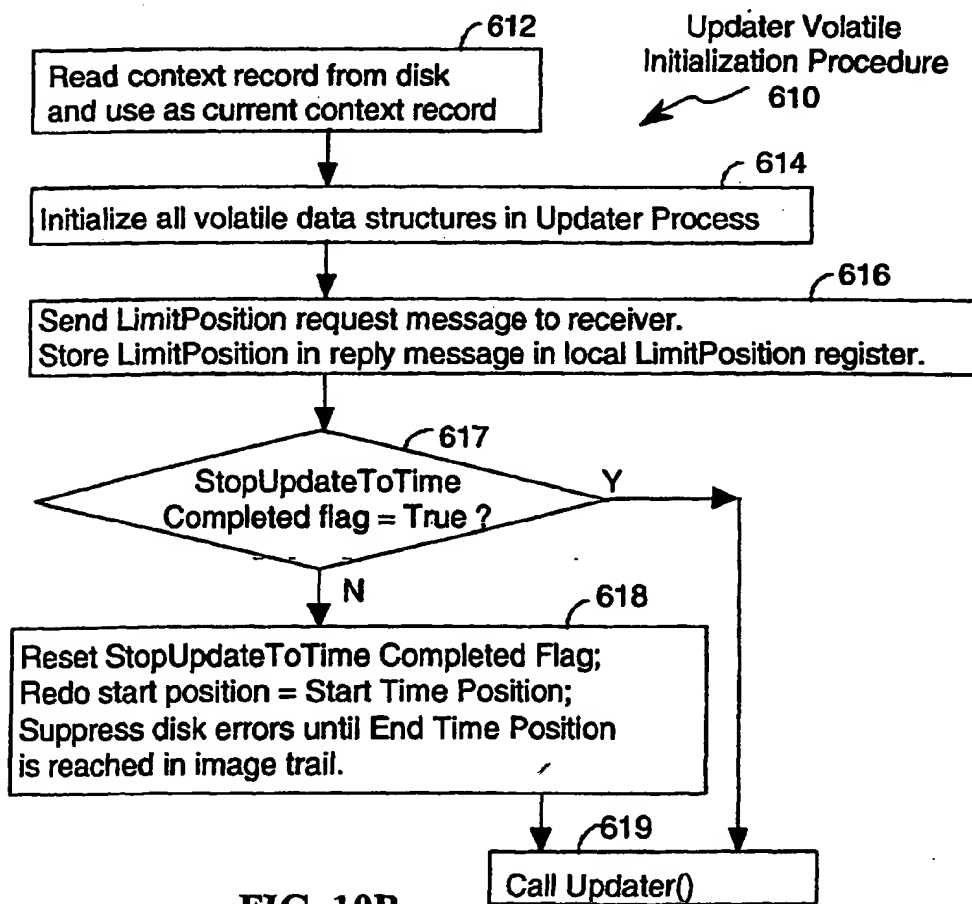 612
Updater Volatile
Initialization Procedure
610
Read context record from disk
and use as current context record
614
Initialize all volatile data structures in Updater Process
616
Send LimitPosition request message to receiver.
Store LimitPosition in reply message in local LimitPosition register.
617
StopUpdateToTime
Completed flag = True ?
Y
N
618
Reset StopUpdateToTime Completed Flag;
Redo start position = Start Time Position;
Suppress disk errors until End Time Position
is reached in image trail.
619
Call Updater()
FIG. 10B